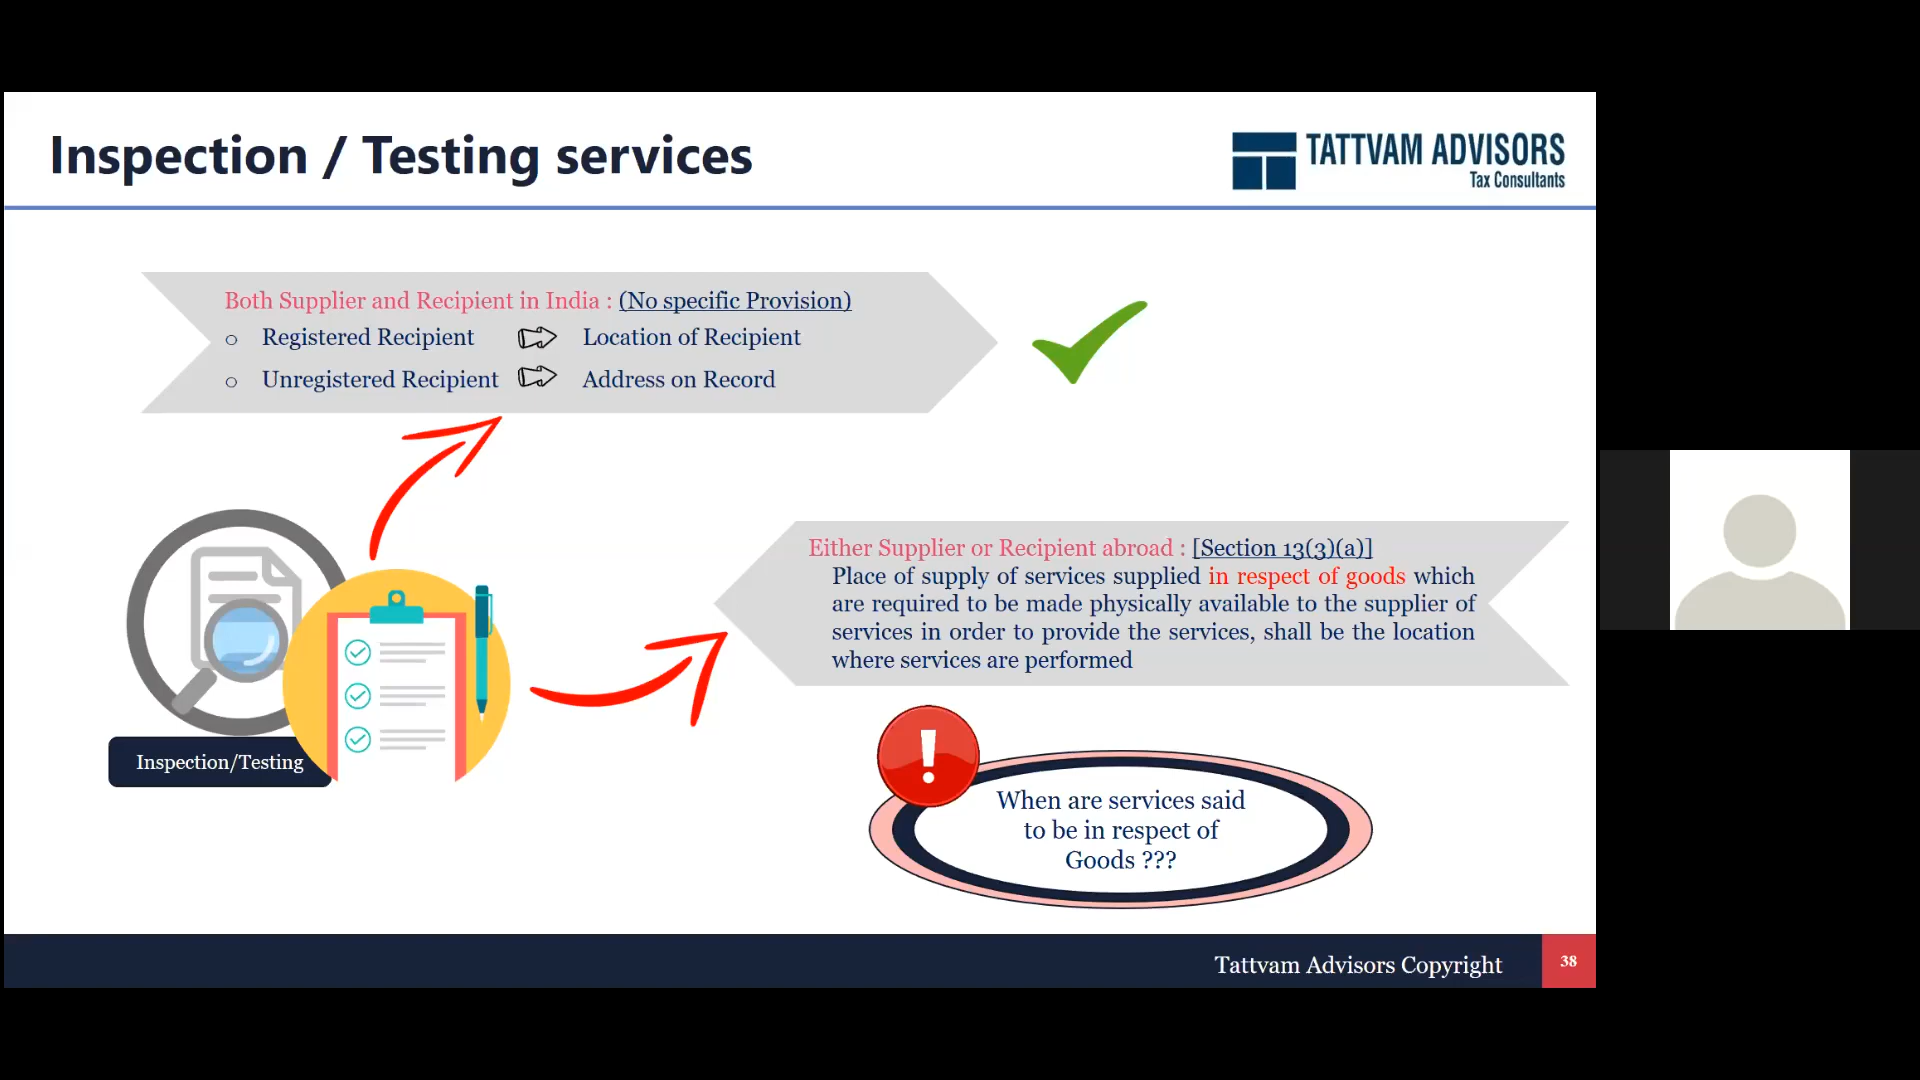 Inspection / Testing services
TATTVAM ADVISORS
Tax Consultants
Both Supplier and Recipient in India : (No specific Provision)
o Registered Recipient Location of Recipient
o Unregistered Recipient Address on Record
Either Supplier or Recipient abroad : [Section 13(3)(a)]
Place of supply of services supplied in respect of goods which
are required to be made physically available to the supplier of
services in order to provide the services, shall be the location
where services are performed
Inspection/Testing
!
When are services said
to be in respect of
Goods ???
Tattvam Advisors Copyright
38